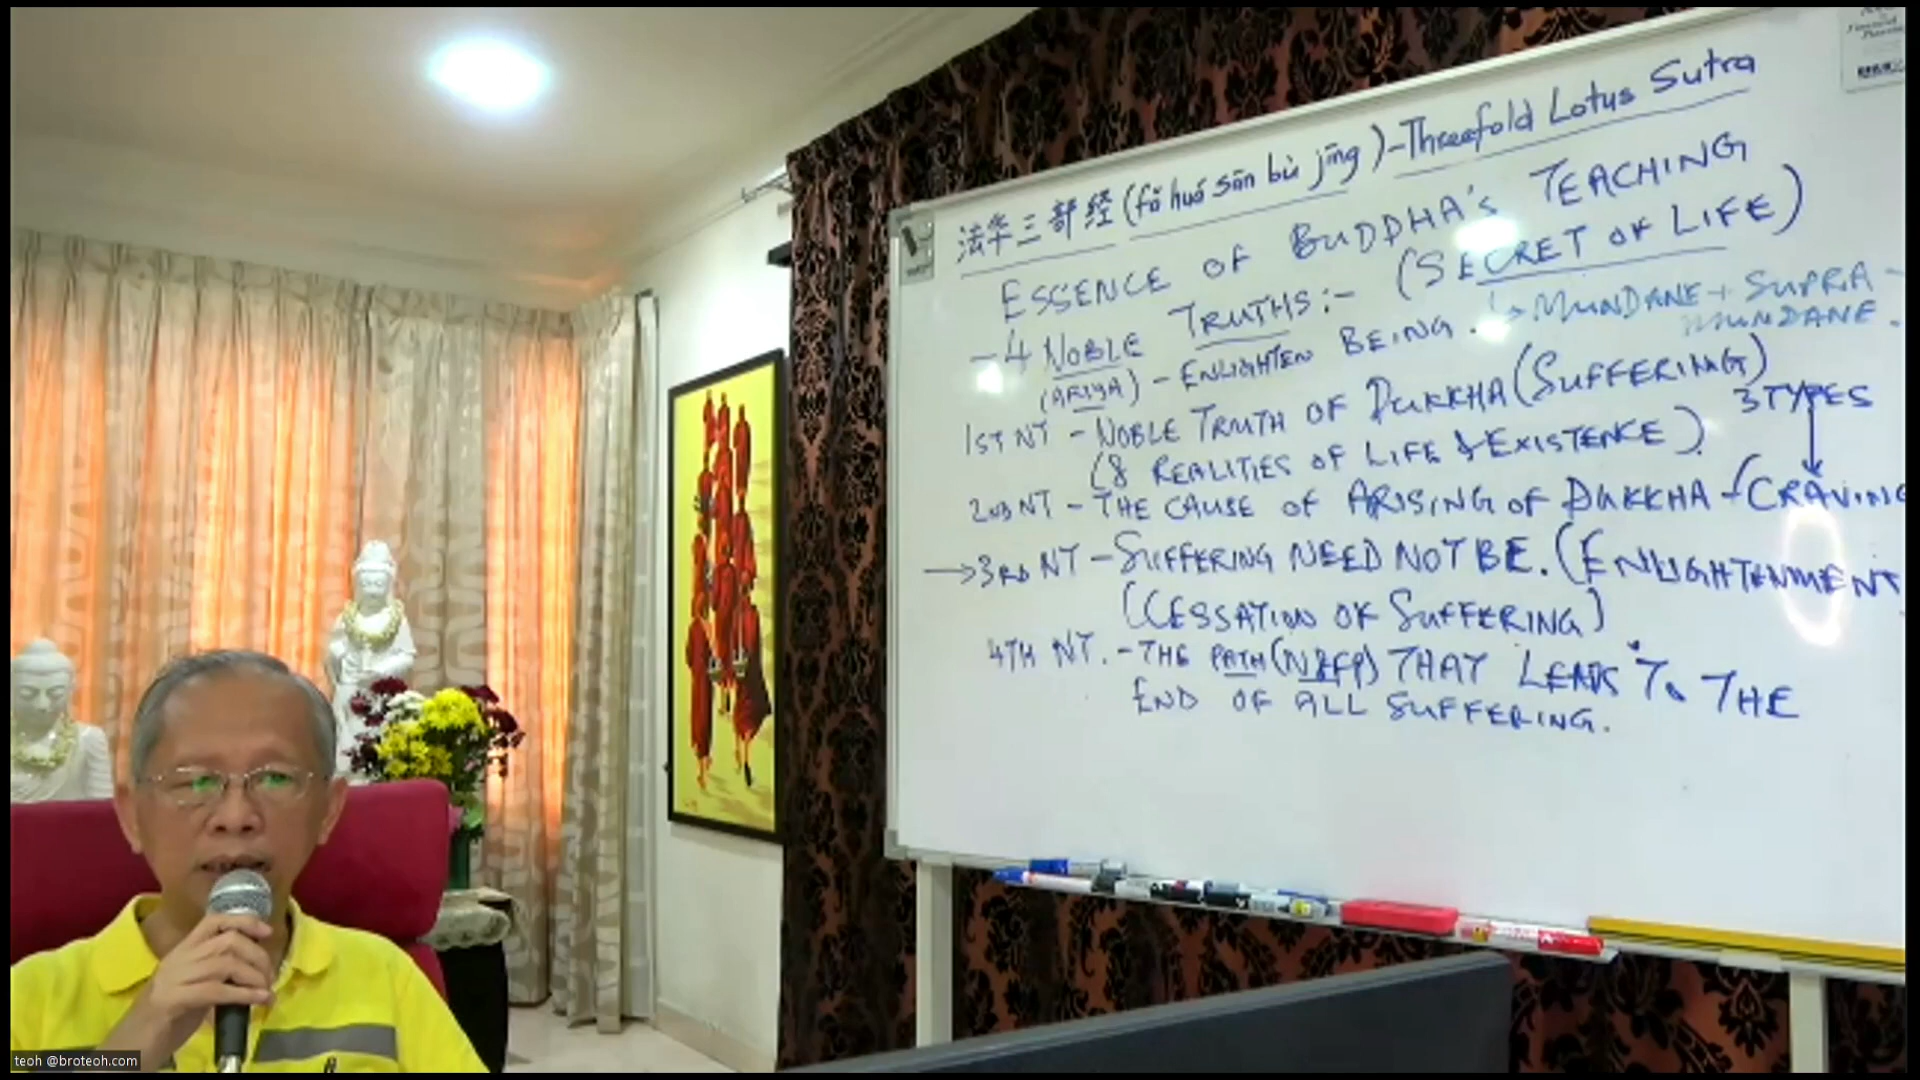 法华三部经 (fǎ huá sān bù jīng) - Threefold Lotus Sutra
ESSENCE OF BUDDHA'S TEACHING
(SECRET OF LIFE)
- 4 NOBLE TRUTHS:-
↳ MUNDANE + SUPRA-
MUNDANE.
(ARIYA) - ENLIGHTEN BEING.
1ST NT - NOBLE TRUTH OF DUKKHA (SUFFERING)
(8 REALITIES OF LIFE & EXISTENCE)
3 TYPES
2ND NT - THE CAUSE OF ARISING OF DUKKHA - (CRAVING
→ 3RD NT - SUFFERING NEED NOT BE. (ENLIGHTENMENT
(CESSATION OF SUFFERING)
4TH NT. - THE PATH (N8FP) THAT LEADS TO THE
END OF ALL SUFFERING.
teoh @broteoh.com